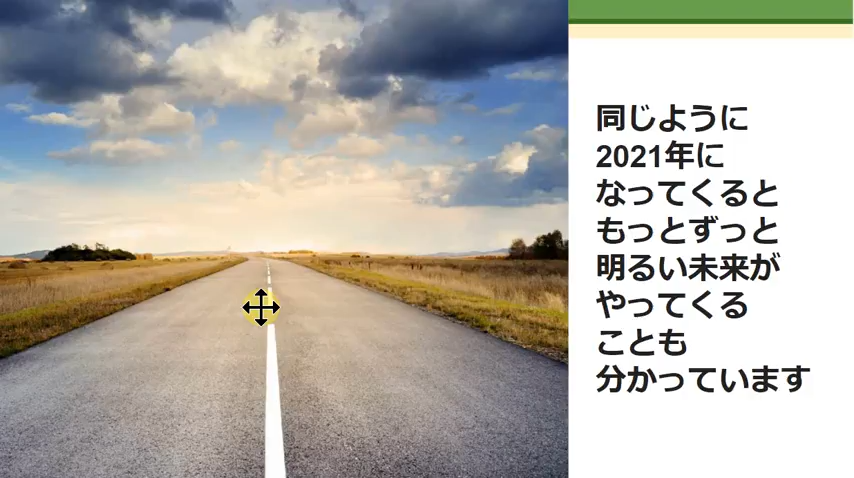 同じように
2021年に
なってくると
もっとずっと
明るい未来が
やってくる
ことも
分かっています